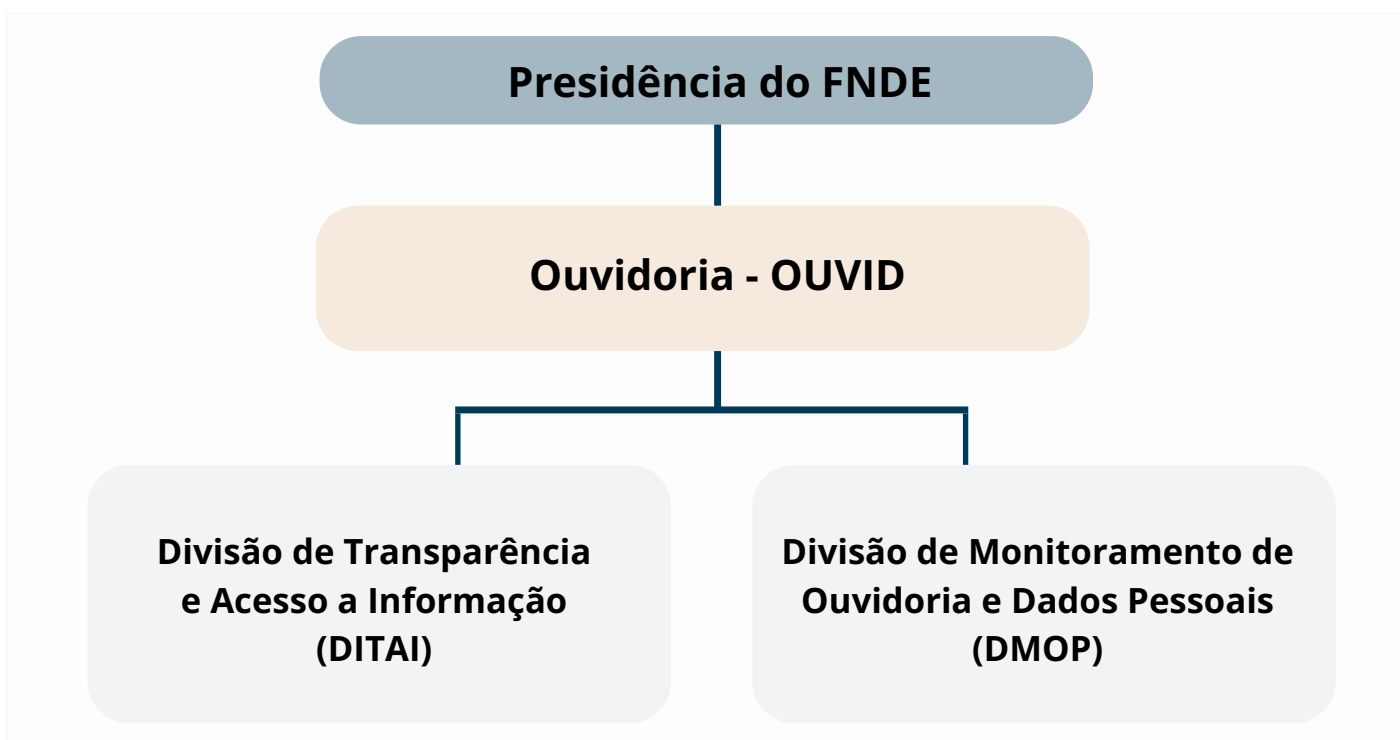 Presidência do FNDE
Ouvidoria - OUVID
Divisão de Transparência
e Acesso a Informação
(DITAI)
Divisão de Monitoramento de
Ouvidoria e Dados Pessoais
(DMOP)